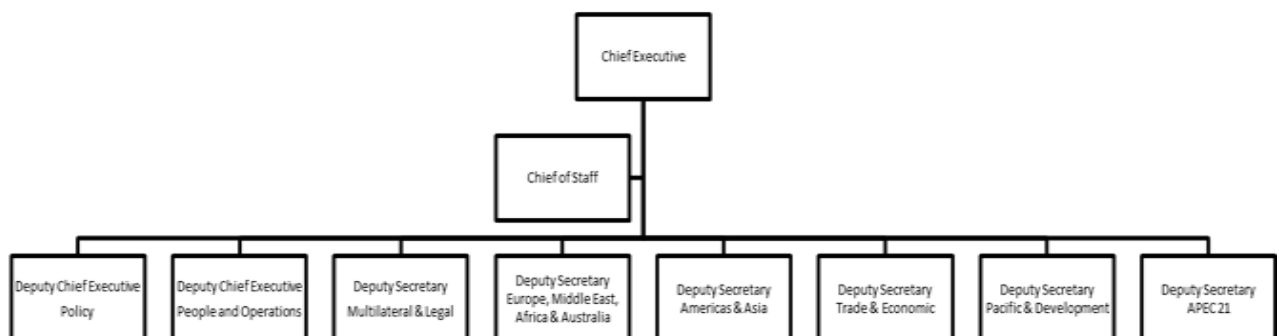 Chief Executive
Chief of Staff
Deputy Chief Executive
Policy
Deputy Chief Executive
People and Operations
Deputy Secretary
Multilateral & Legal
Deputy Secretary
Europe, Middle East,
Africa & Australia
Deputy Secretary
Americas & Asia
Deputy Secretary
Trade & Economic
Deputy Secretary
Pacific & Development
Deputy Secretary
APEC 21